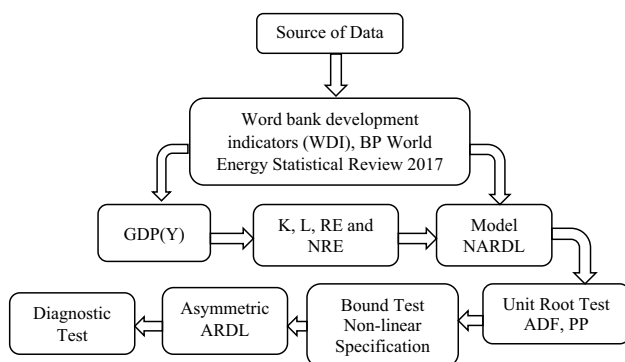 Source of Data
Word bank development
indicators (WDI), BP World
Energy Statistical Review 2017
GDP(Y)
K, L, RE and
NRE
Model
NARDL
Unit Root Test
ADF, PP
Bound Test
Non-linear
Specification
Asymmetric
ARDL
Diagnostic
Test